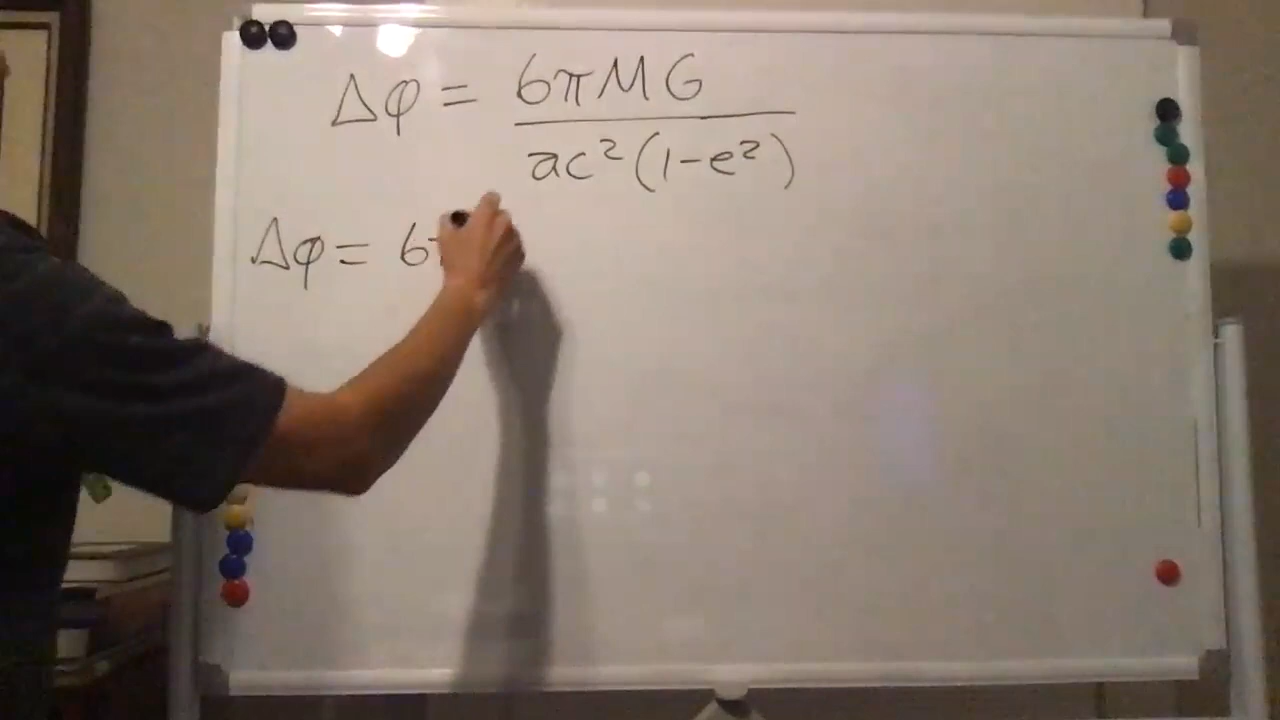 Δφ = 6πMG
ac²(1-e²)
Δφ = 6